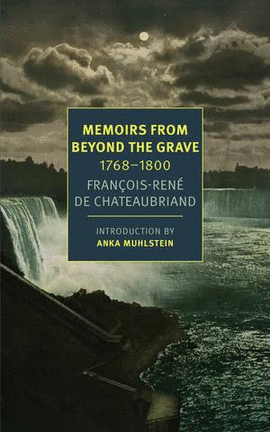 MEMOIRS FROM
BEYOND THE GRAVE
1768–1800
FRANÇOIS-RENÉ
DE CHATEAUBRIAND
INTRODUCTION BY
ANKA MUHLSTEIN